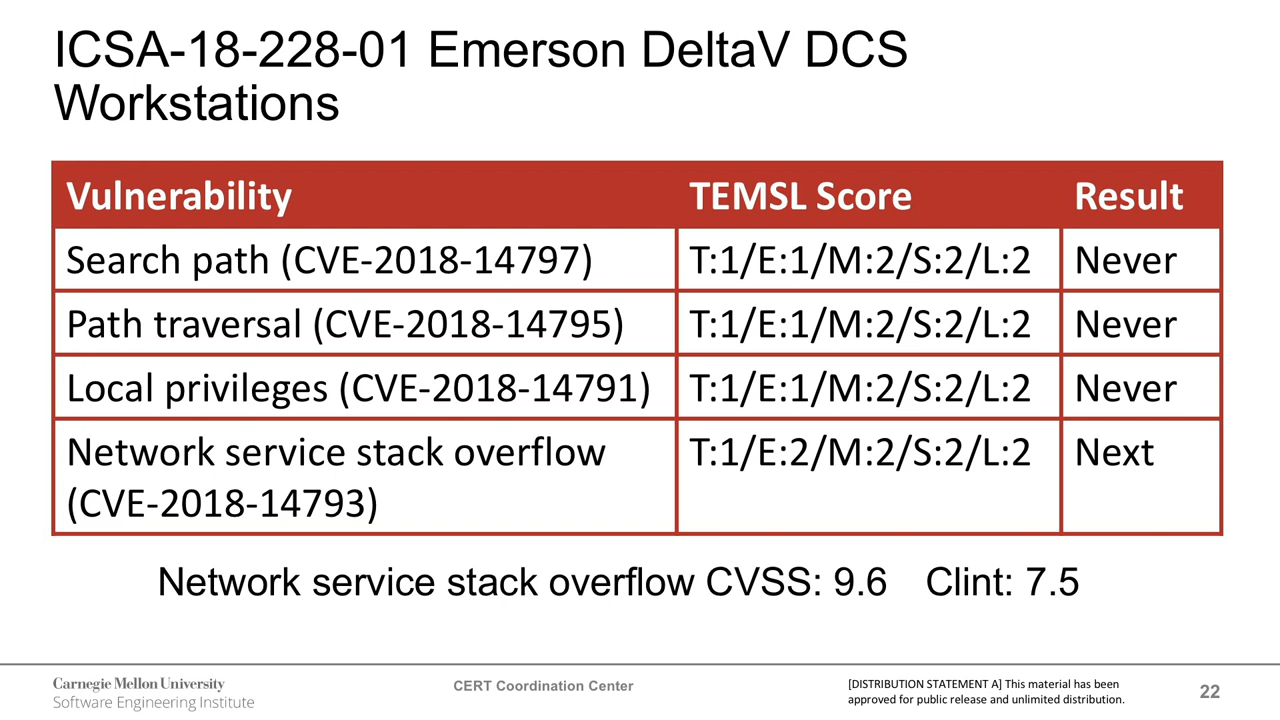 ICSA-18-228-01 Emerson DeltaV DCS
Workstations
Vulnerability TEMSL Score Result
Search path (CVE-2018-14797) T:1/E:1/M:2/S:2/L:2 Never
Path traversal (CVE-2018-14795) T:1/E:1/M:2/S:2/L:2 Never
Local privileges (CVE-2018-14791) T:1/E:1/M:2/S:2/L:2 Never
Network service stack overflow T:1/E:2/M:2/S:2/L:2 Next
(CVE-2018-14793)
Network service stack overflow CVSS: 9.6 Clint: 7.5
Carnegie Mellon University
Software Engineering Institute
CERT Coordination Center
[DISTRIBUTION STATEMENT A] This material has been
approved for public release and unlimited distribution.
22